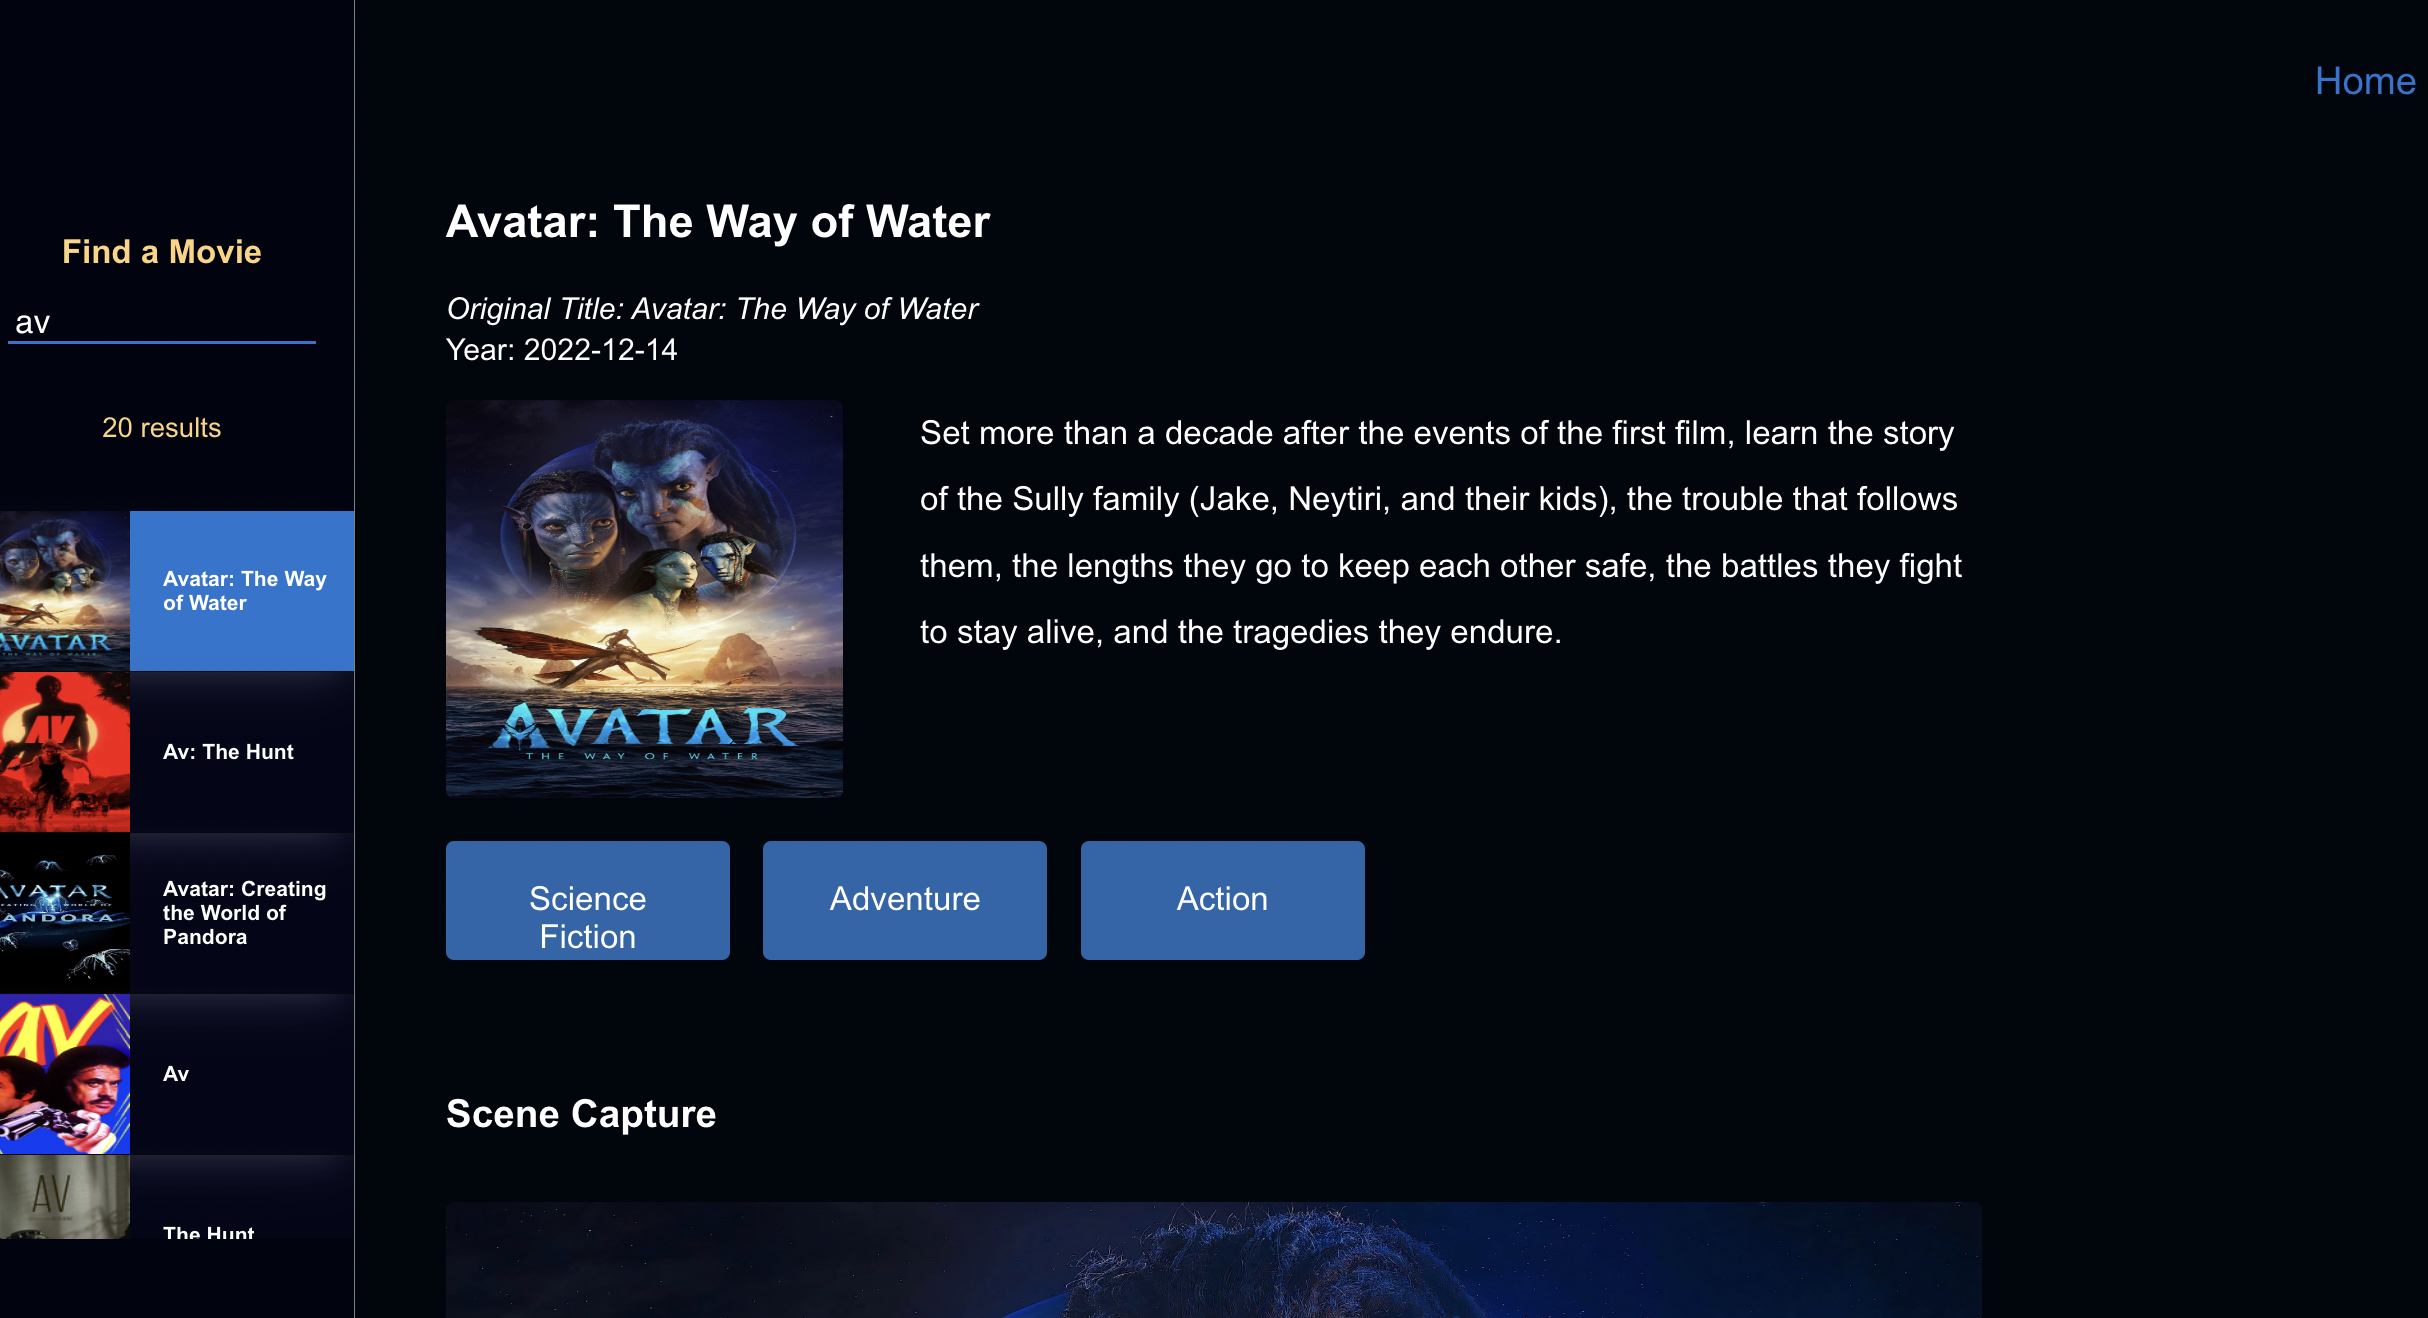 Home
Find a Movie
av
20 results
AVATAR
THE WAY OF WATER
Avatar: The Way
of Water
AV
Av: The Hunt
AVATAR
PANDORA
Avatar: Creating
the World of
Pandora
AV
Av
AV
The Hunt
Avatar: The Way of Water
Original Title: Avatar: The Way of Water
Year: 2022-12-14
AVATAR
THE WAY OF WATER
Set more than a decade after the events of the first film, learn the story
of the Sully family (Jake, Neytiri, and their kids), the trouble that follows
them, the lengths they go to keep each other safe, the battles they fight
to stay alive, and the tragedies they endure.
Science
Fiction
Adventure
Action
Scene Capture